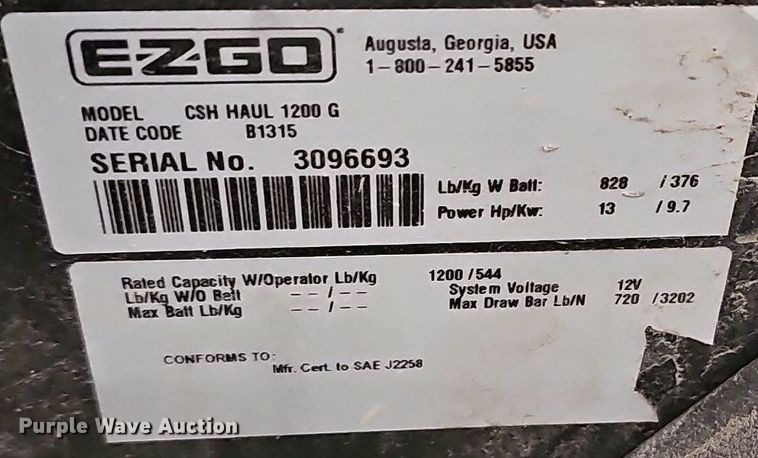 E-Z-GO
Augusta, Georgia, USA
1-800-241-5855
MODEL CSH HAUL 1200 G
DATE CODE B1315
SERIAL No. 3096693
Lb/Kg W Batt: 828 / 376
Power Hp/Kw: 13 / 9.7
Rated Capacity W/Operator Lb/Kg 1200 / 544
Lb/Kg W/O Batt - - / - - System Voltage 12V
Max Batt Lb/Kg - - / - - Max Draw Bar Lb/N 720 / 3202
CONFORMS TO:
Mfr. Cert. to SAE J2258
Purple Wave Auction